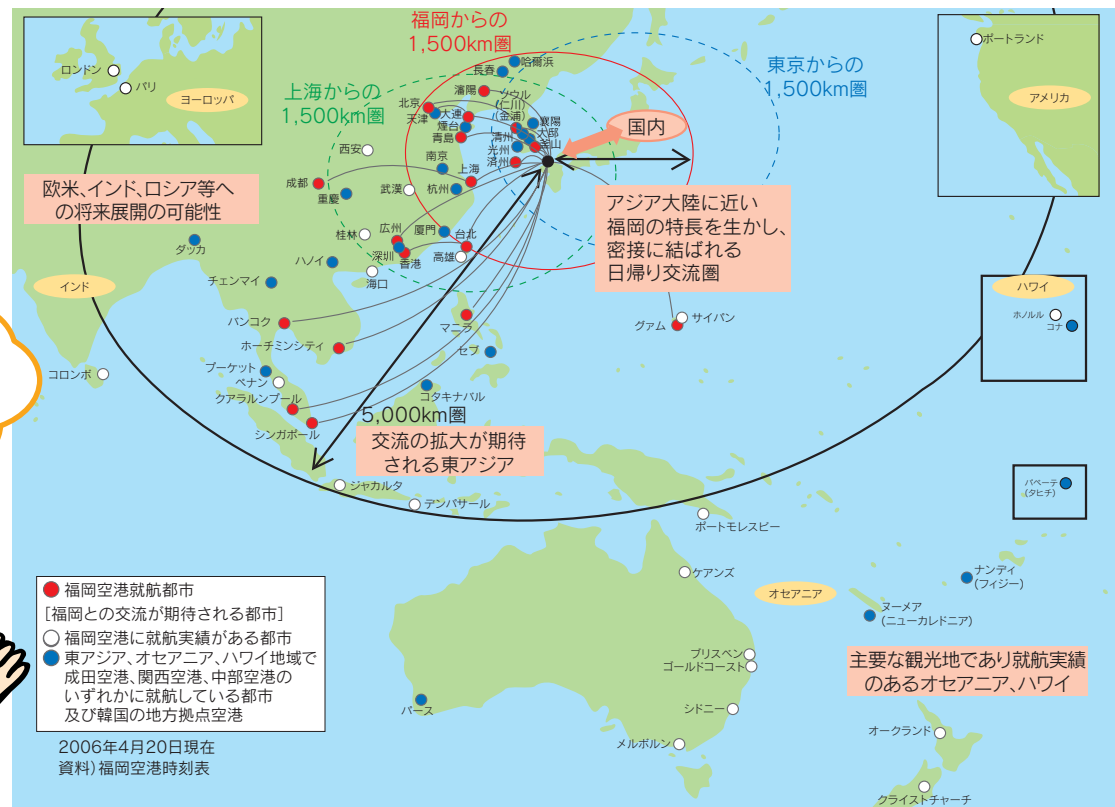 福岡からの
1,500km圏
東京からの
1,500km圏
上海からの
1,500km圏
ロンドン
パリ
ヨーロッパ
ポートランド
アメリカ
哈爾浜
長春
瀋陽
ソウル
(仁川)
(金浦)
襄陽
北京
天津
大連
煙台
青島
清州
大邱
釜山
光州
済州
国内
西安
南京
上海
成都
重慶
武漢
杭州
桂林
広州
厦門
台北
深圳
香港
高雄
海口
欧米、インド、ロシア等へ
の将来展開の可能性
アジア大陸に近い
福岡の特長を生かし、
密接に結ばれる
日帰り交流圏
ダッカ
ハノイ
チェンマイ
インド
バンコク
ホーチミンシティ
マニラ
セブ
グァム
サイパン
ハワイ
ホノルル
コナ
コロンボ
プーケット
ペナン
クアラルンプール
シンガポール
コタキナバル
5,000km圏
交流の拡大が期待
される東アジア
ジャカルタ
デンパサール
ポートモレスビー
パペーテ
(タヒチ)
ケアンズ
オセアニア
ナンディ
(フィジー)
ヌーメア
(ニューカレドニア)
ブリスベン
ゴールドコースト
主要な観光地であり就航実績
のあるオセアニア、ハワイ
パース
シドニー
メルボルン
オークランド
クライストチャーチ
福岡空港就航都市
[福岡との交流が期待される都市]
福岡空港に就航実績がある都市
東アジア、オセアニア、ハワイ地域で
成田空港、関西空港、中部空港の
いずれかに就航している都市
及び韓国の地方拠点空港
2006年4月20日現在
資料)福岡空港時刻表